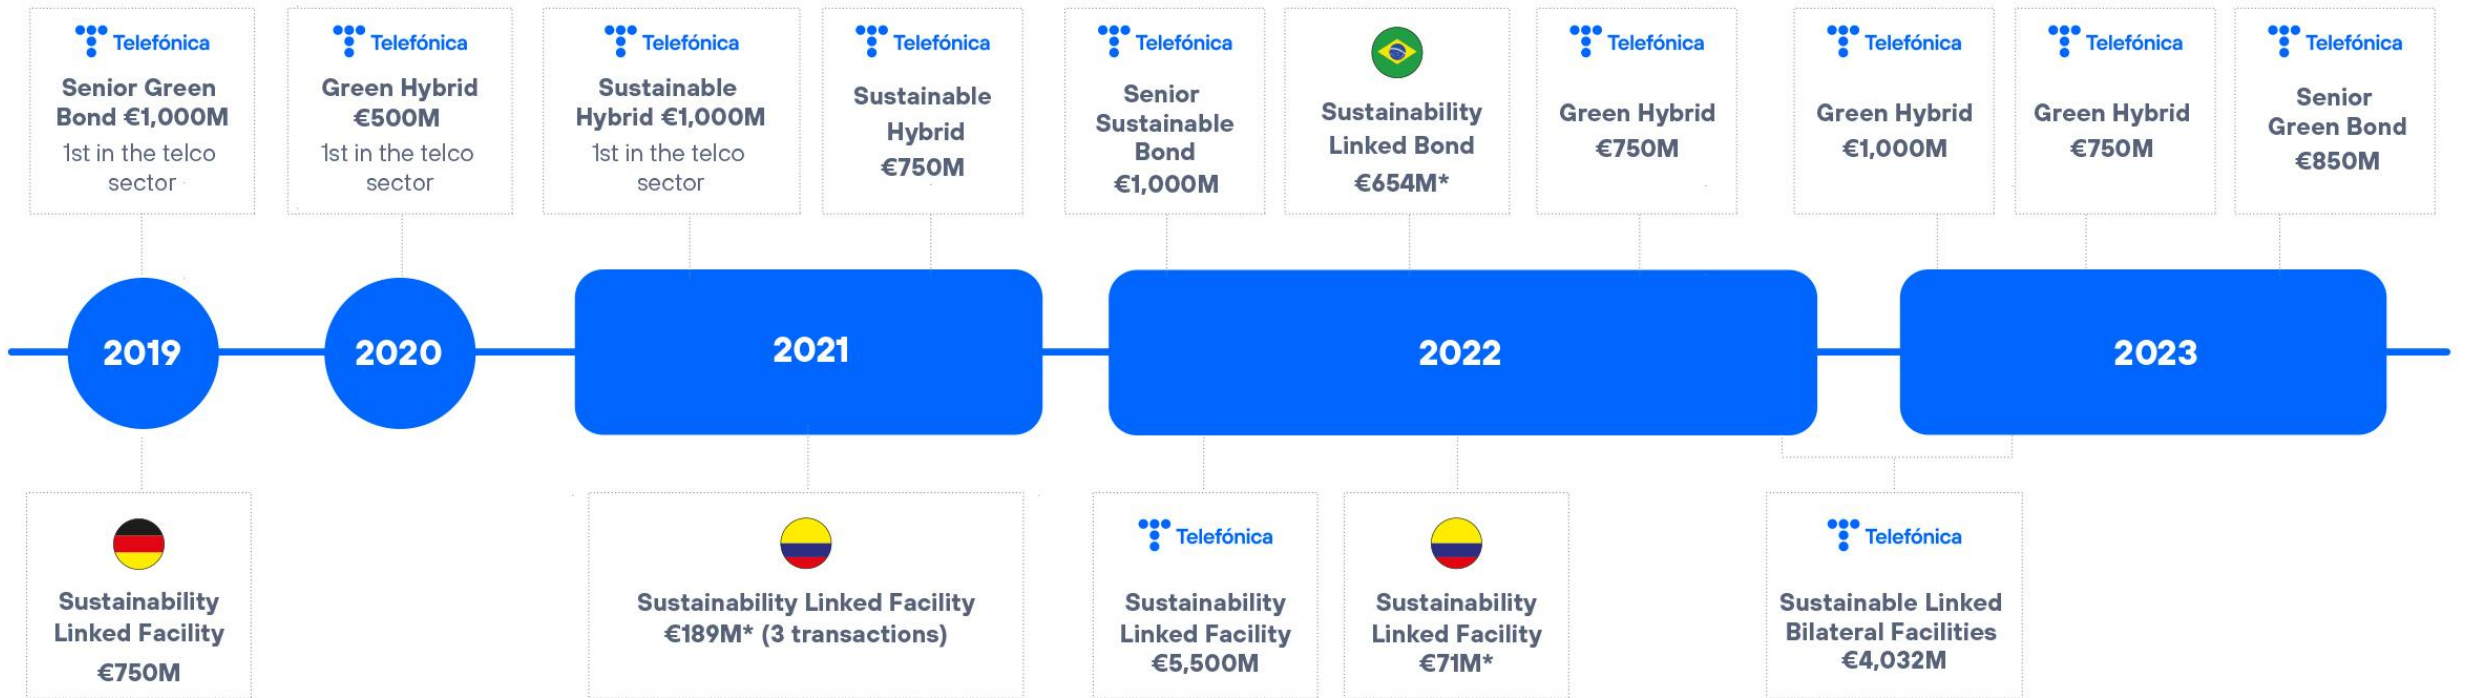 Telefónica
Senior Green
Bond €1,000M
1st in the telco
sector
Telefónica
Green Hybrid
€500M
1st in the telco
sector
Telefónica
Sustainable
Hybrid €1,000M
1st in the telco
sector
Telefónica
Sustainable
Hybrid
€750M
Telefónica
Senior
Sustainable
Bond
€1,000M
Sustainability
Linked Bond
€654M*
Telefónica
Green Hybrid
€750M
Telefónica
Green Hybrid
€1,000M
Telefónica
Green Hybrid
€750M
Telefónica
Senior
Green Bond
€850M
2019
2020
2021
2022
2023
Sustainability
Linked Facility
€750M
Sustainability Linked Facility
€189M* (3 transactions)
Telefónica
Sustainability
Linked Facility
€5,500M
Sustainability
Linked Facility
€71M*
Telefónica
Sustainable Linked
Bilateral Facilities
€4,032M